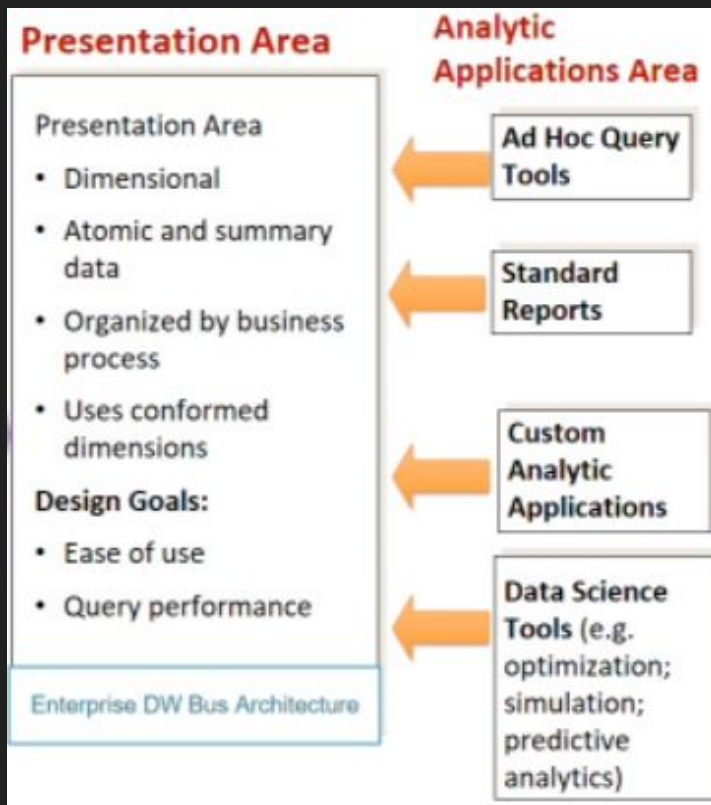 Presentation Area
Presentation Area
• Dimensional
• Atomic and summary
data
• Organized by business
process
• Uses conformed
dimensions
Design Goals:
• Ease of use
• Query performance
Enterprise DW Bus Architecture
Analytic
Applications Area
Ad Hoc Query
Tools
Standard
Reports
Custom
Analytic
Applications
Data Science
Tools (e.g.
optimization;
simulation;
predictive
analytics)